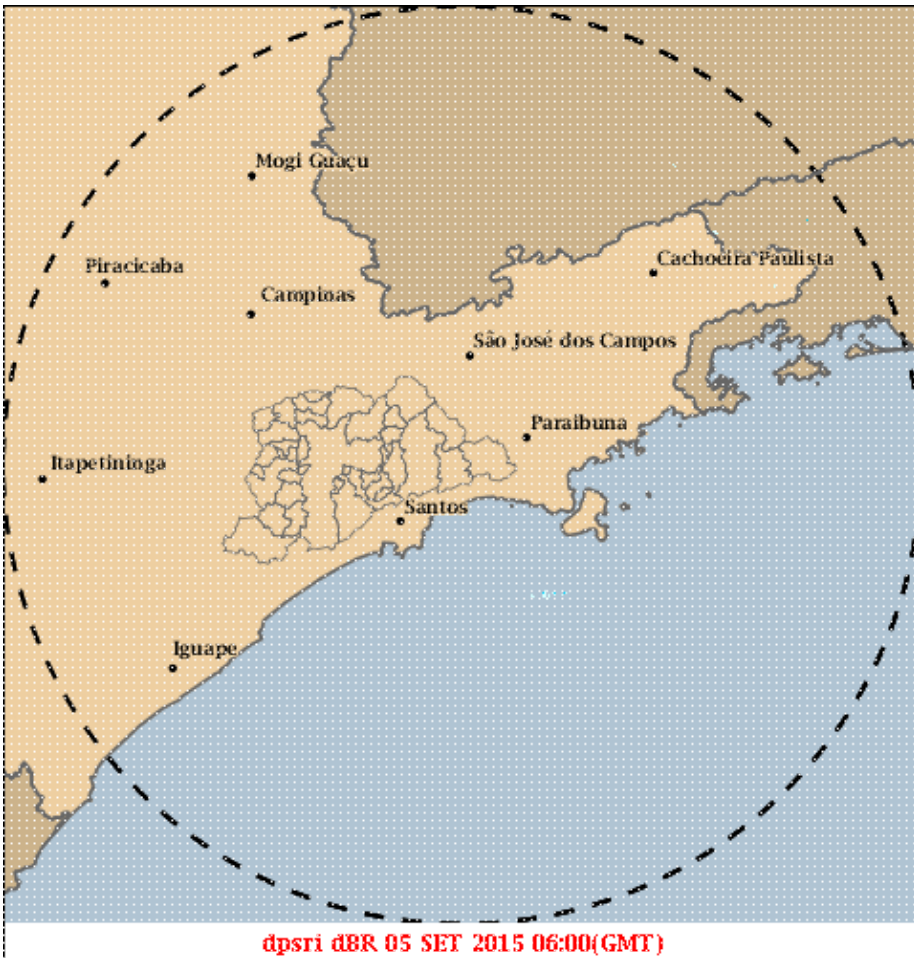 Mogi Guaçu
Piracicaba
Cachoeira Paulista
Campinas
São José dos Campos
Paraibuna
Itapetininga
Santos
Iguape
dpsri dBR 05 SET 2015 06:00(GMT)